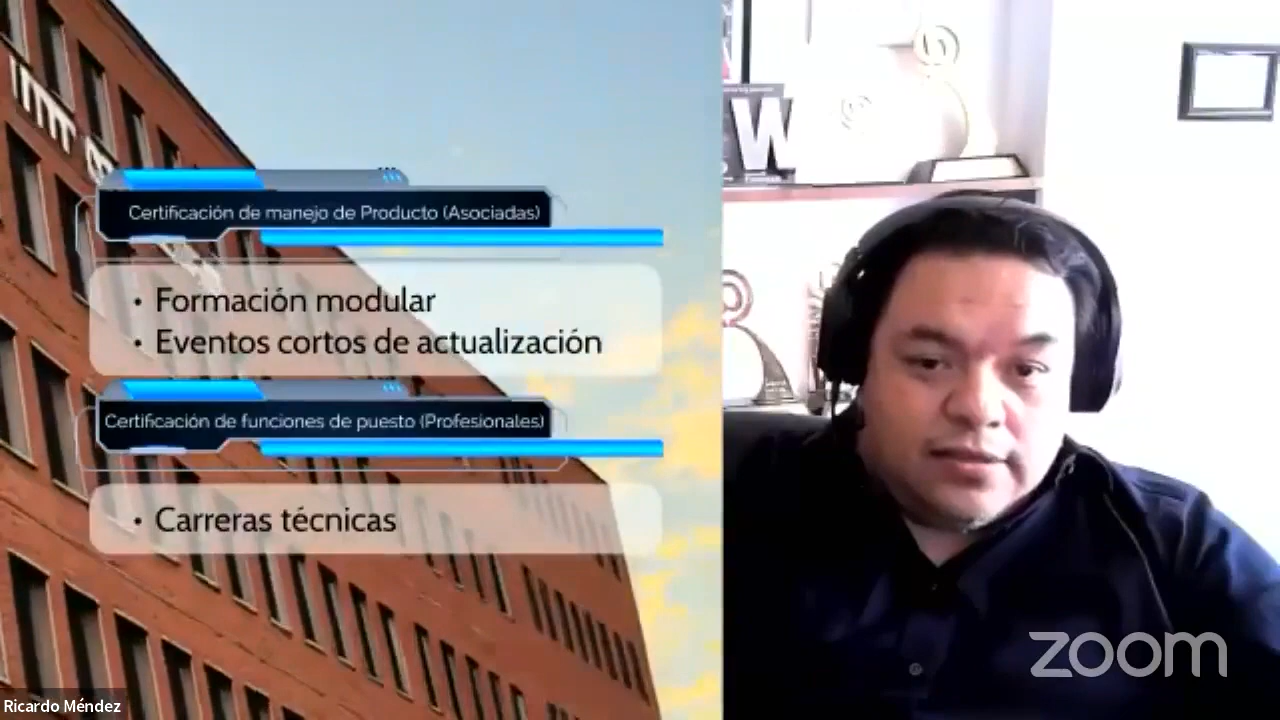 Certificación de manejo de Producto (Asociadas)
• Formación modular
• Eventos cortos de actualización
Certificación de funciones de puesto (Profesionales)
• Carreras técnicas
W
zoom
Ricardo Méndez